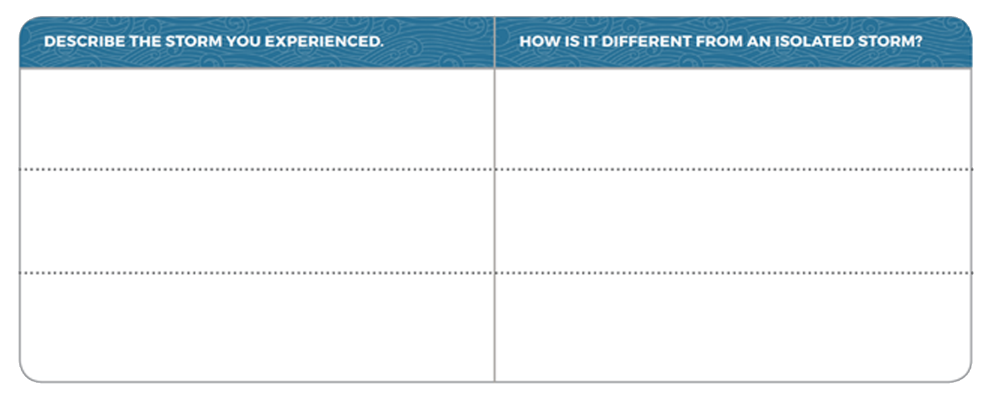 DESCRIBE THE STORM YOU EXPERIENCED.
HOW IS IT DIFFERENT FROM AN ISOLATED STORM?